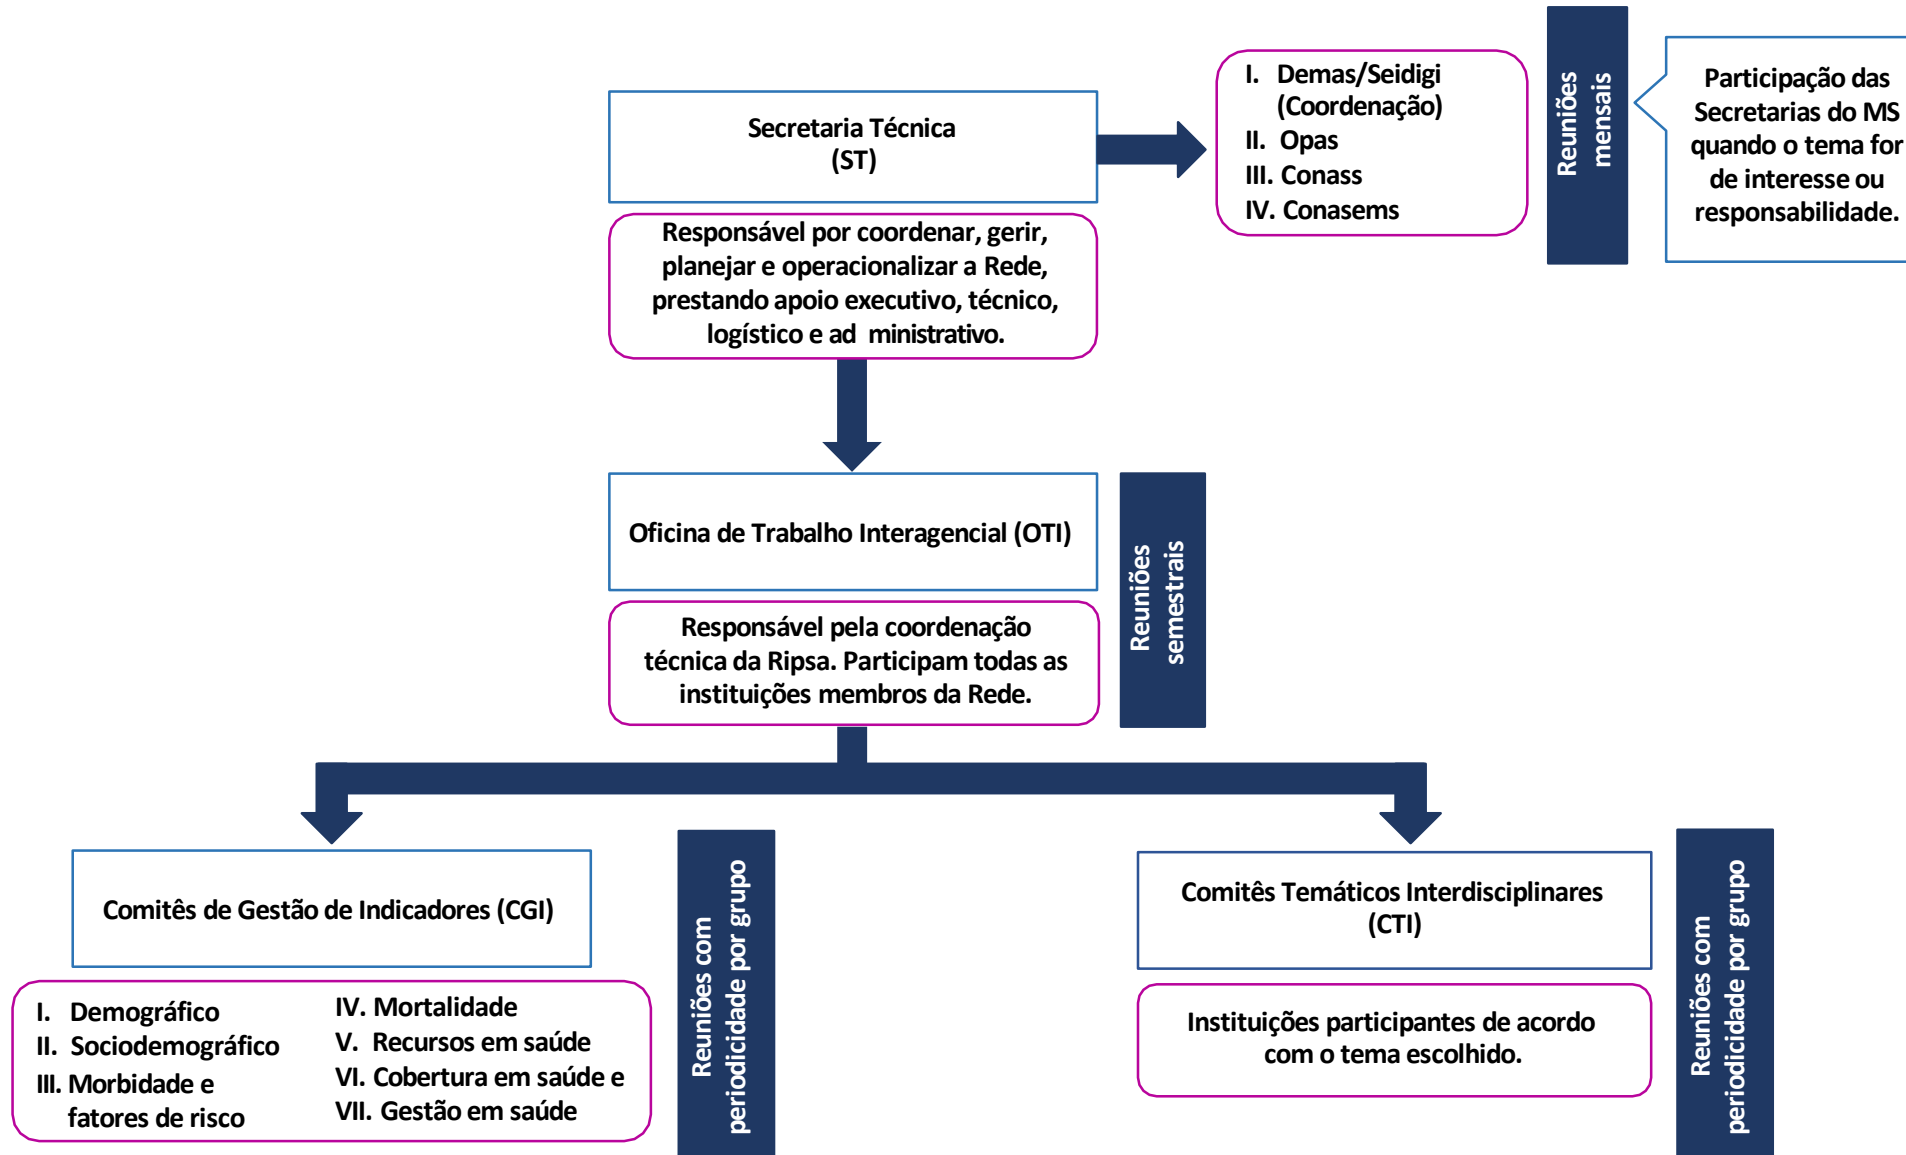 Secretaria Técnica
(ST)
Responsável por coordenar, gerir,
planejar e operacionalizar a Rede,
prestando apoio executivo, técnico,
logístico e ad ministrativo.
I. Demas/Seidigi
(Coordenação)
II. Opas
III. Conass
IV. Conasems
Reuniões
mensais
Participação das
Secretarias do MS
quando o tema for
de interesse ou
responsabilidade.
Oficina de Trabalho Interagencial (OTI)
Responsável pela coordenação
técnica da Ripsa. Participam todas as
instituições membros da Rede.
Reuniões
semestrais
Comitês de Gestão de Indicadores (CGI)
I. Demográfico
II. Sociodemográfico
III. Morbidade e
fatores de risco
IV. Mortalidade
V. Recursos em saúde
VI. Cobertura em saúde e
VII. Gestão em saúde
Reuniões com
periodicidade por grupo
Comitês Temáticos Interdisciplinares
(CTI)
Instituições participantes de acordo
com o tema escolhido.
Reuniões com
periodicidade por grupo